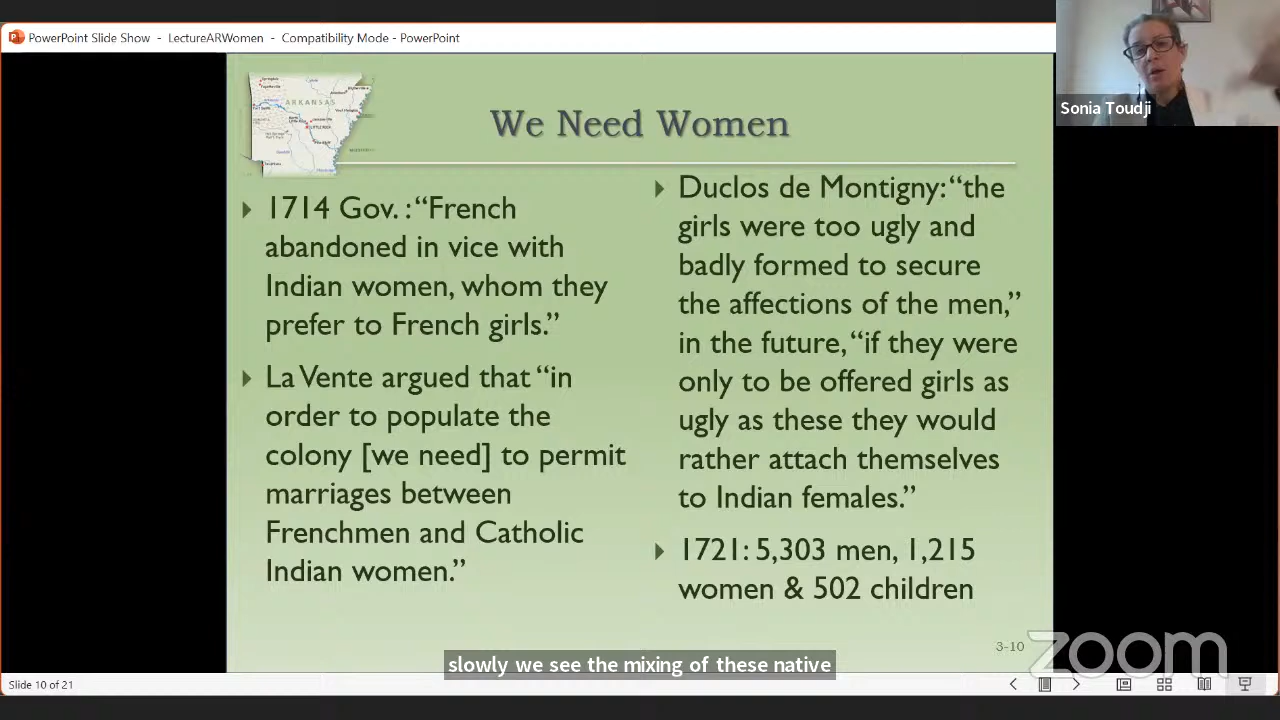 PowerPoint Slide Show - LectureARWomen - Compatibility Mode - PowerPoint
Sonia Toudji
ARKANSAS
We Need Women
1714 Gov. : “French
abandoned in vice with
Indian women, whom they
prefer to French girls.”
La Vente argued that “in
order to populate the
colony [we need] to permit
marriages between
Frenchmen and Catholic
Indian women.”
Duclos de Montigny: “the
girls were too ugly and
badly formed to secure
the affections of the men,”
in the future, “if they were
only to be offered girls as
ugly as these they would
rather attach themselves
to Indian females.”
1721: 5,303 men, 1,215
women & 502 children
3-10
zoom
slowly we see the mixing of these native
Slide 10 of 21